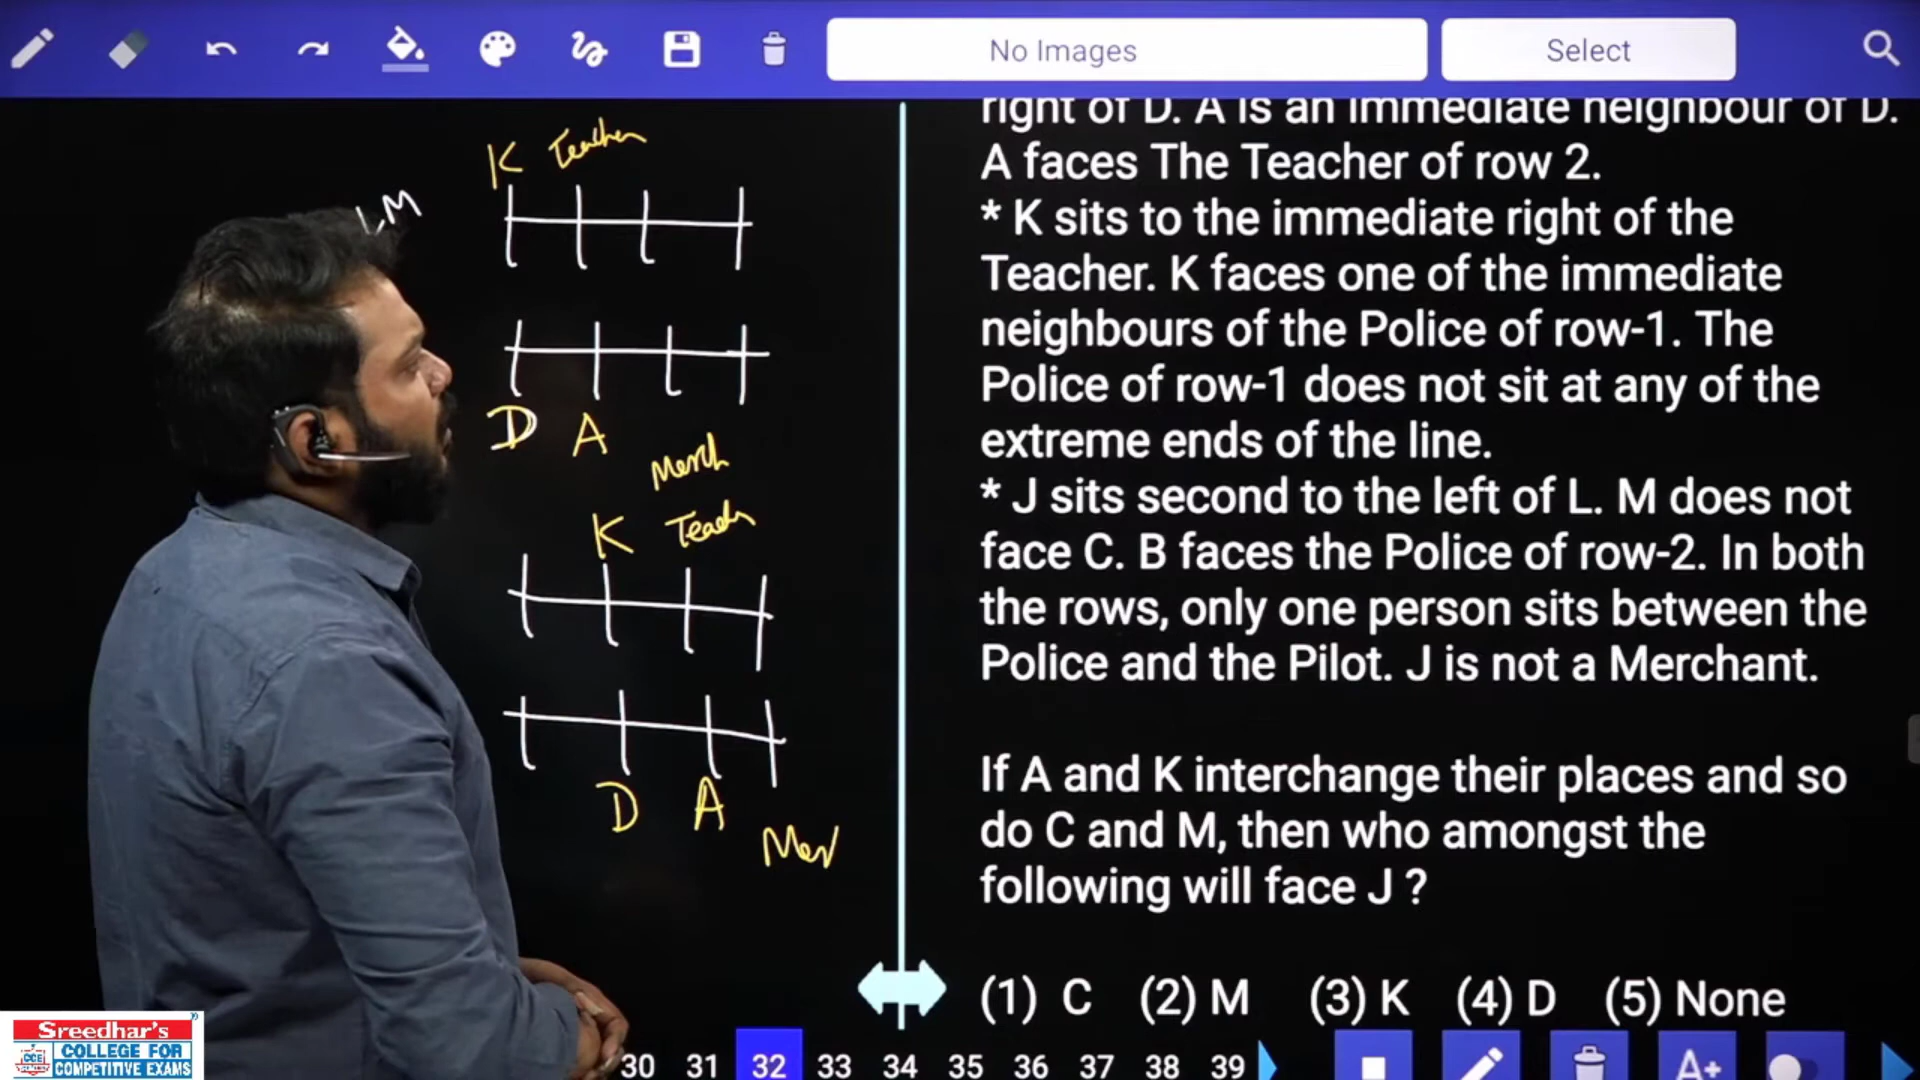 No Images
Select
right of D. A is an immediate neighbour of D.
A faces The Teacher of row 2.
* K sits to the immediate right of the
Teacher. K faces one of the immediate
neighbours of the Police of row-1. The
Police of row-1 does not sit at any of the
extreme ends of the line.
* J sits second to the left of L. M does not
face C. B faces the Police of row-2. In both
the rows, only one person sits between the
Police and the Pilot. J is not a Merchant.
If A and K interchange their places and so
do C and M, then who amongst the
following will face J ?
(1) C (2) M (3) K (4) D (5) None
K Teacher
M
D A
Merch
K Teach
D A
Mer
Sreedhar's
CCE
COLLEGE FOR
COMPETITIVE EXAMS
30 31 32 33 34 35 36 37 38 39
A+